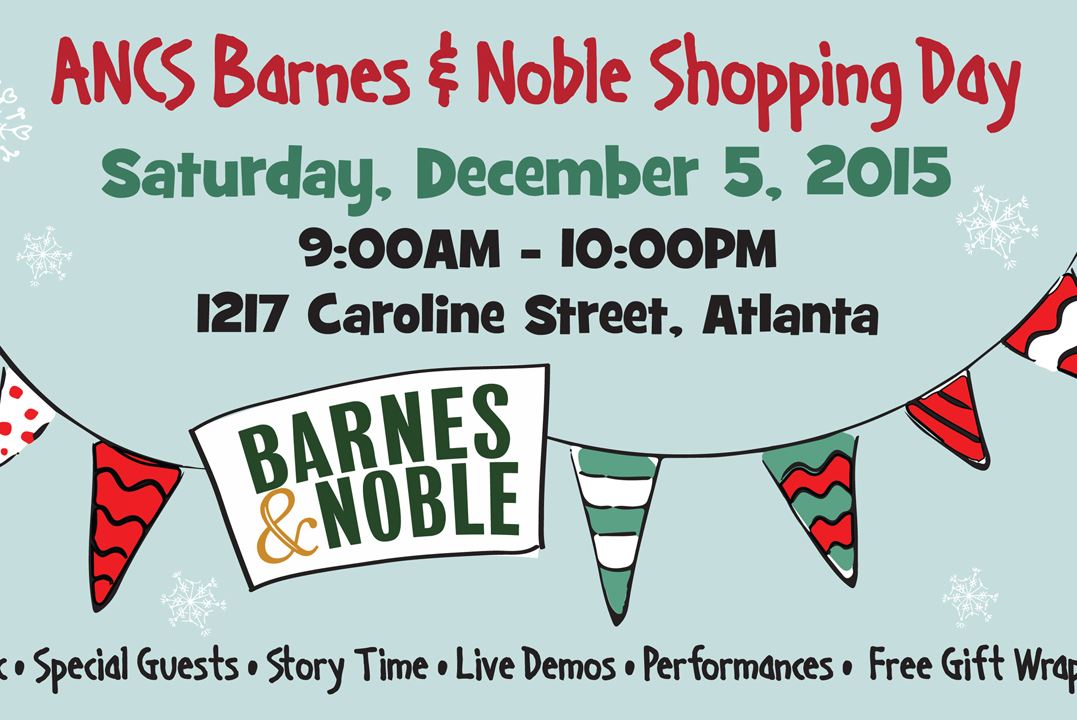 ANCS Barnes & Noble Shopping Day
Saturday, December 5, 2015
9:00AM - 10:00PM
1217 Caroline Street, Atlanta
BARNES
&NOBLE
• Special Guests • Story Time • Live Demos • Performances • Free Gift Wrap